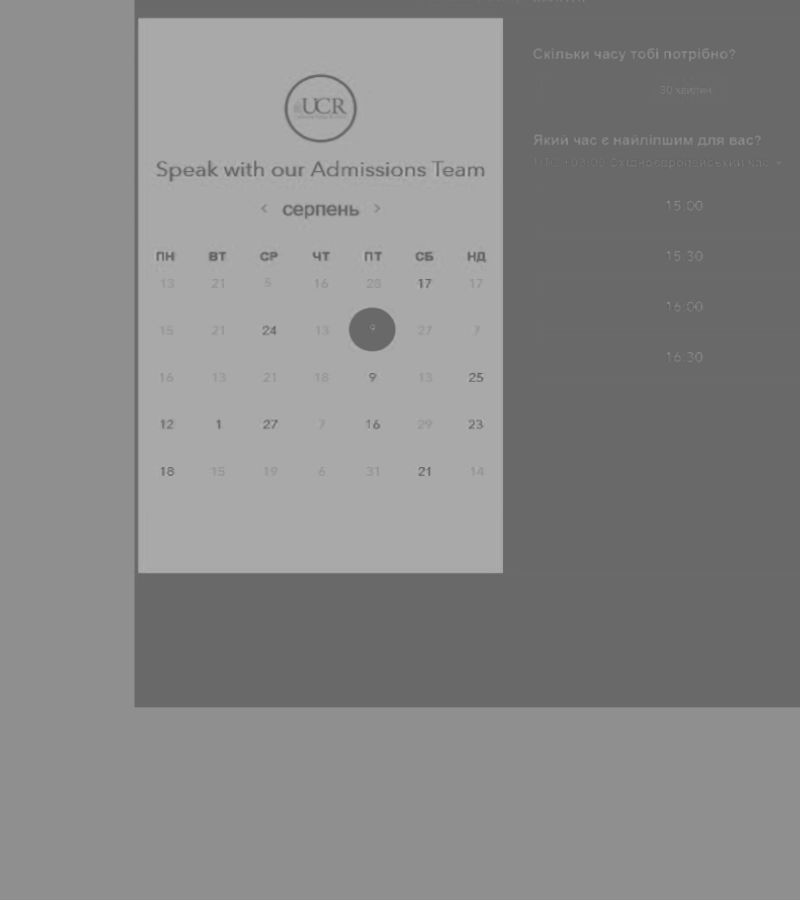 UCR
Speak with our Admissions Team
‹ серпень ›
ПН ВТ СР ЧТ ПТ СБ НД
13 21 5 16 28 17 17
15 21 24 13 9 27 7
16 13 21 18 9 13 25
12 1 27 7 16 29 23
18 15 19 6 31 21 14
Скільки часу тобі потрібно?
30 хвилин
Який час є найліпшим для вас?
Східноєвропейський час
15:00
15:30
16:00
16:30